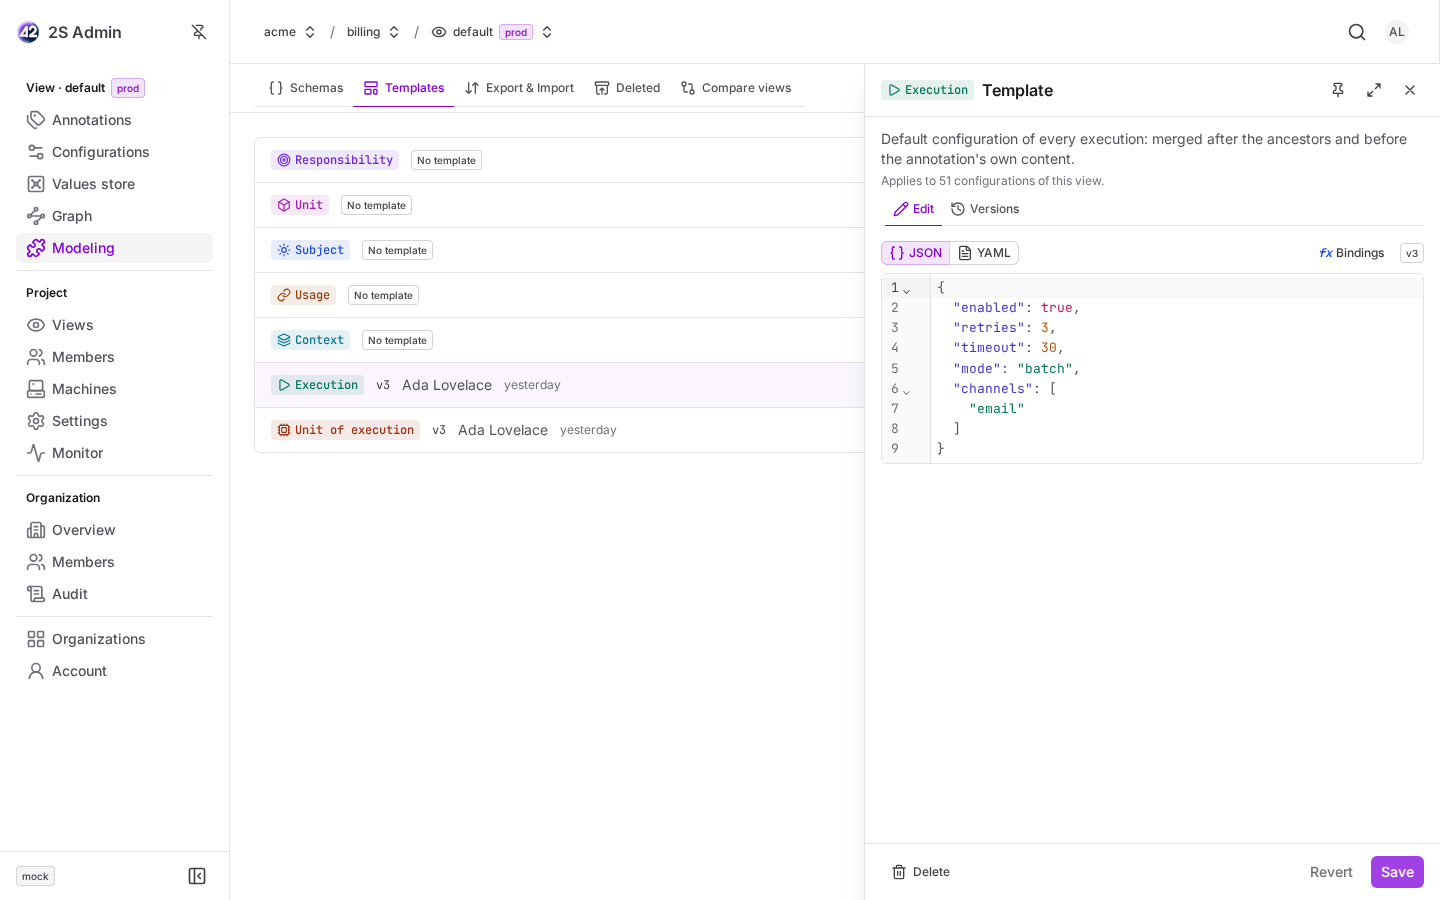 42 2S Admin
acme / billing / default prod
AL
View · default prod
Annotations
Configurations
Values store
Graph
Modeling
Project
Views
Members
Machines
Settings
Monitor
Organization
Overview
Members
Audit
Organizations
Account
mock
Schemas Templates Export & Import Deleted Compare views
Responsibility No template
Unit No template
Subject No template
Usage No template
Context No template
Execution v3 Ada Lovelace yesterday
Unit of execution v3 Ada Lovelace yesterday
Execution Template
Default configuration of every execution: merged after the ancestors and before
the annotation's own content.
Applies to 51 configurations of this view.
Edit Versions
{} JSON YAML fx Bindings v3
1 {
2 "enabled": true,
3 "retries": 3,
4 "timeout": 30,
5 "mode": "batch",
6 "channels": [
7 "email"
8 ]
9 }
Delete Revert Save